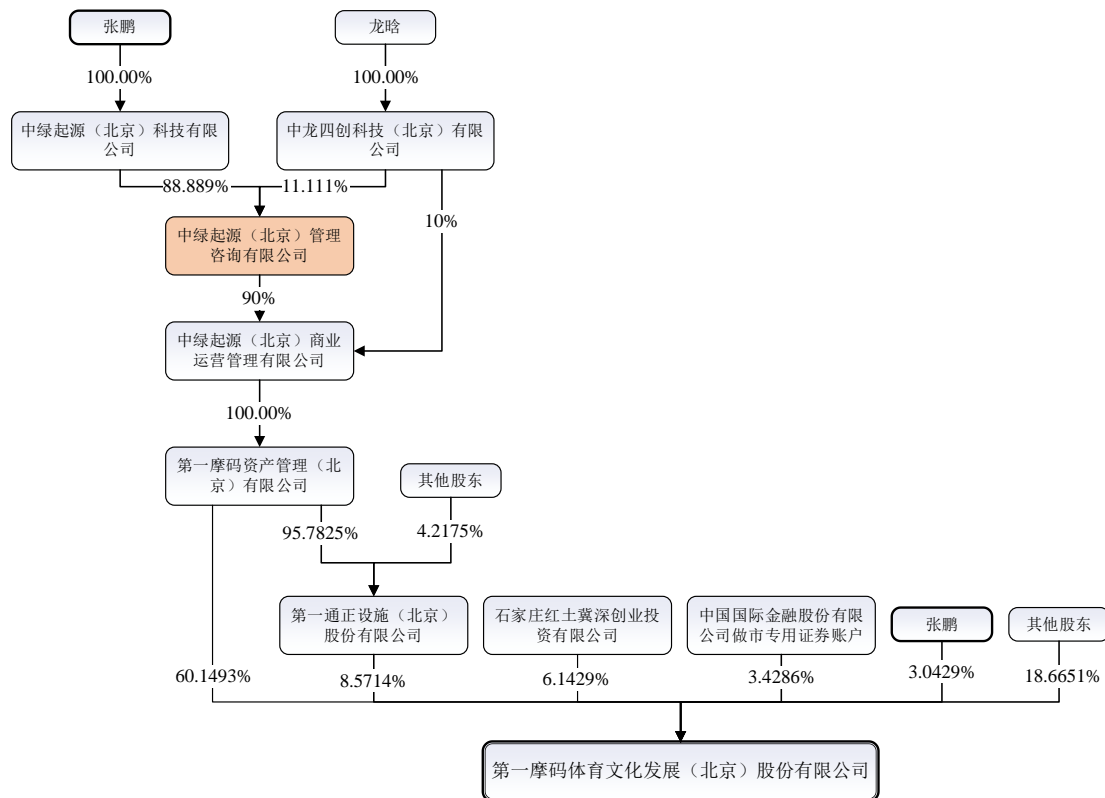 张鹏
龙晗
100.00%
100.00%
中绿起源（北京）科技有限
公司
中龙四创科技（北京）有限
公司
88.889%
11.111%
10%
中绿起源（北京）管理
咨询有限公司
90%
中绿起源（北京）商业
运营管理有限公司
100.00%
第一摩码资产管理（北
京）有限公司
其他股东
95.7825%
4.2175%
第一通正设施（北京）
股份有限公司
石家庄红土冀深创业投
资有限公司
中国国际金融股份有限
公司做市专用证券账户
张鹏
其他股东
60.1493%
8.5714%
6.1429%
3.4286%
3.0429%
18.6651%
第一摩码体育文化发展（北京）股份有限公司